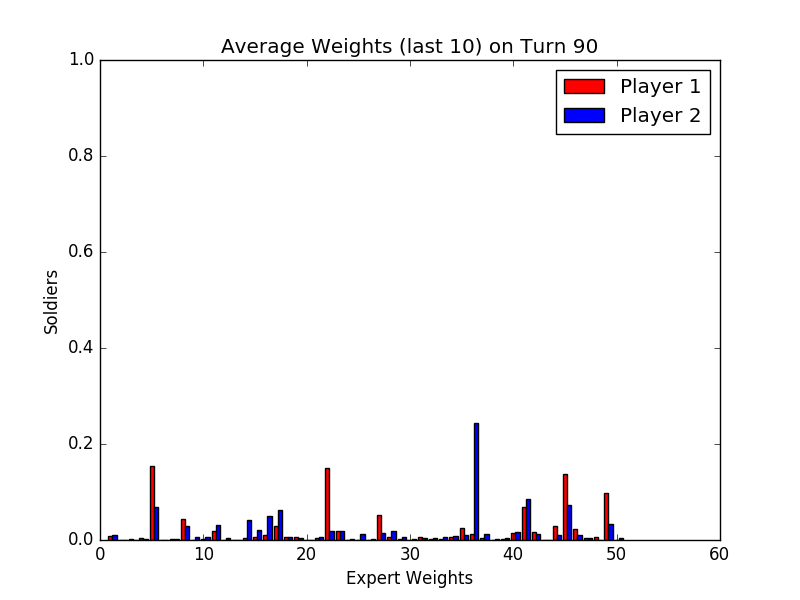 Average Weights (last 10) on Turn 90
1.0
0.8
0.6
0.4
0.2
0.0
Soldiers
0 10 20 30 40 50 60
Expert Weights
Player 1
Player 2